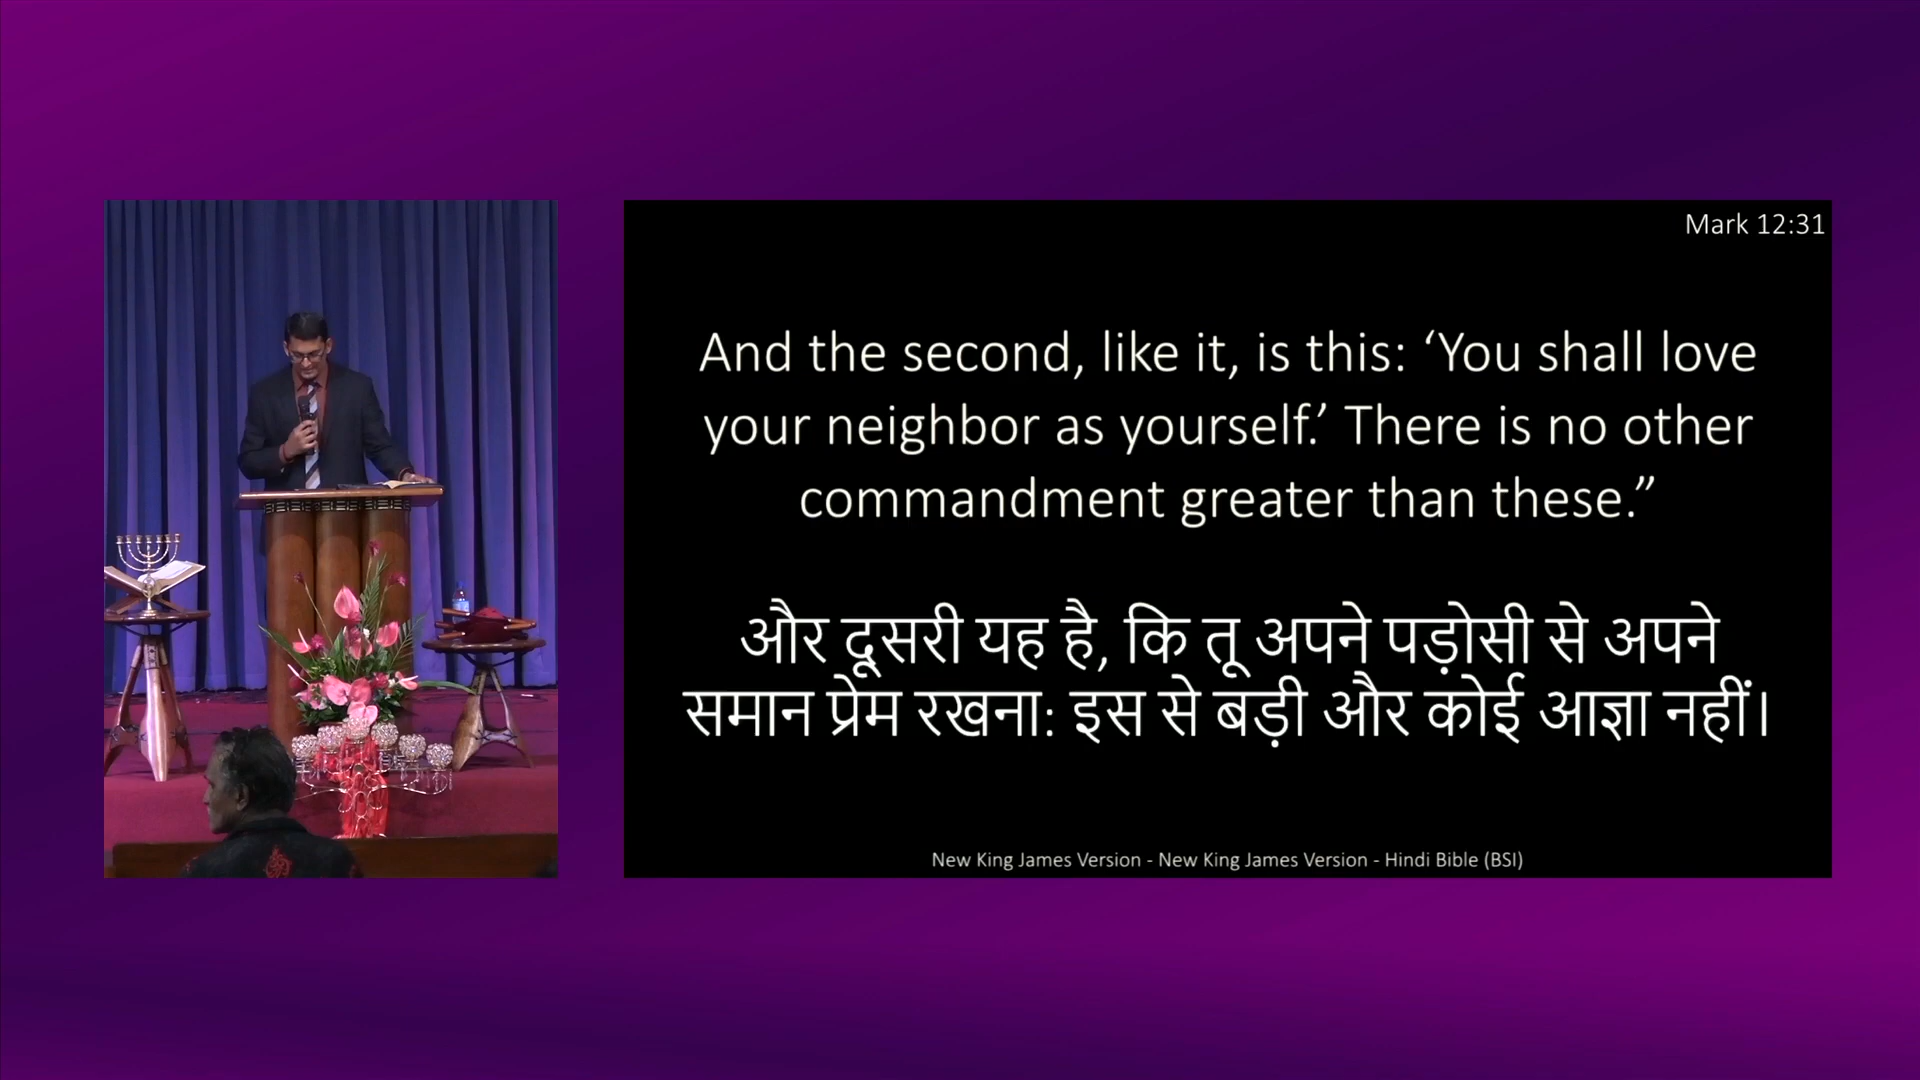 Mark 12:31
And the second, like it, is this: ‘You shall love
your neighbor as yourself.’ There is no other
commandment greater than these.”
और दूसरी यह है, कि तू अपने पड़ोसी से अपने
समान प्रेम रखना: इस से बड़ी और कोई आज्ञा नहीं।
New King James Version - New King James Version - Hindi Bible (BSI)